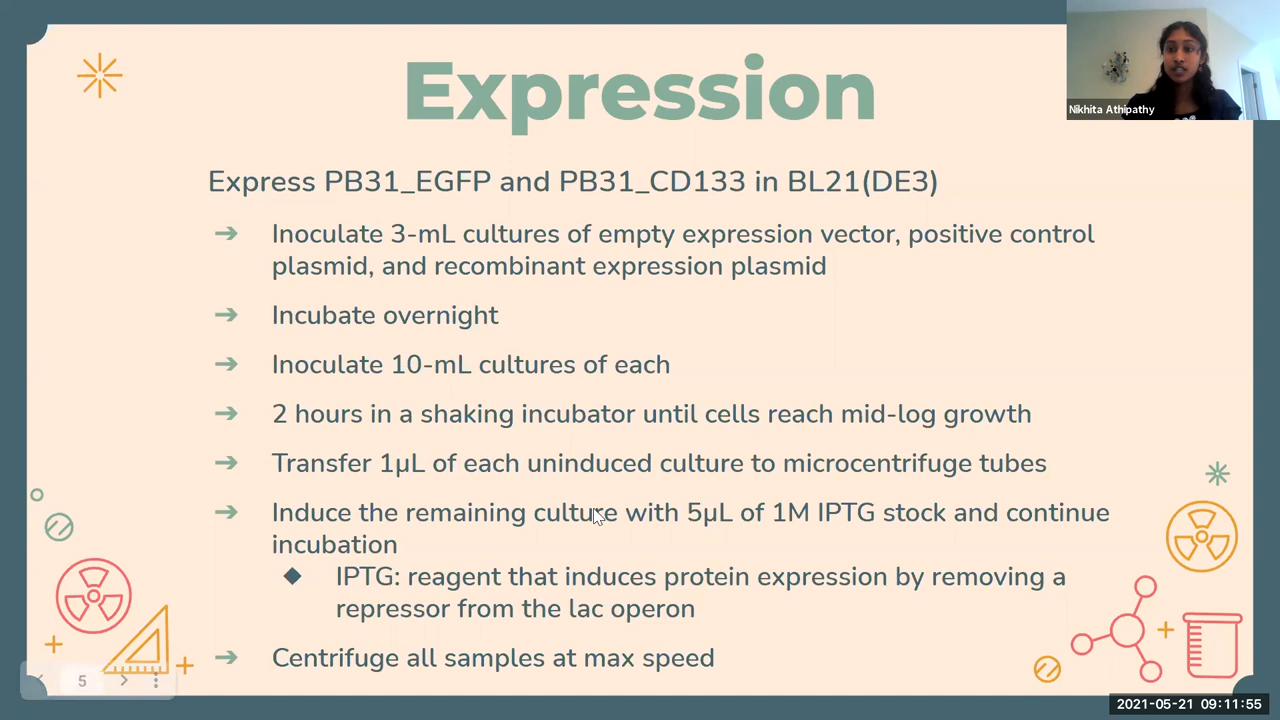 Expression
Nikhita Athipathy
Express PB31_EGFP and PB31_CD133 in BL21(DE3)
➔ Inoculate 3-mL cultures of empty expression vector, positive control
plasmid, and recombinant expression plasmid
➔ Incubate overnight
➔ Inoculate 10-mL cultures of each
➔ 2 hours in a shaking incubator until cells reach mid-log growth
➔ Transfer 1µL of each uninduced culture to microcentrifuge tubes
➔ Induce the remaining culture with 5µL of 1M IPTG stock and continue
incubation
◆ IPTG: reagent that induces protein expression by removing a
repressor from the lac operon
➔ Centrifuge all samples at max speed
5
2021-05-21 09:11:55